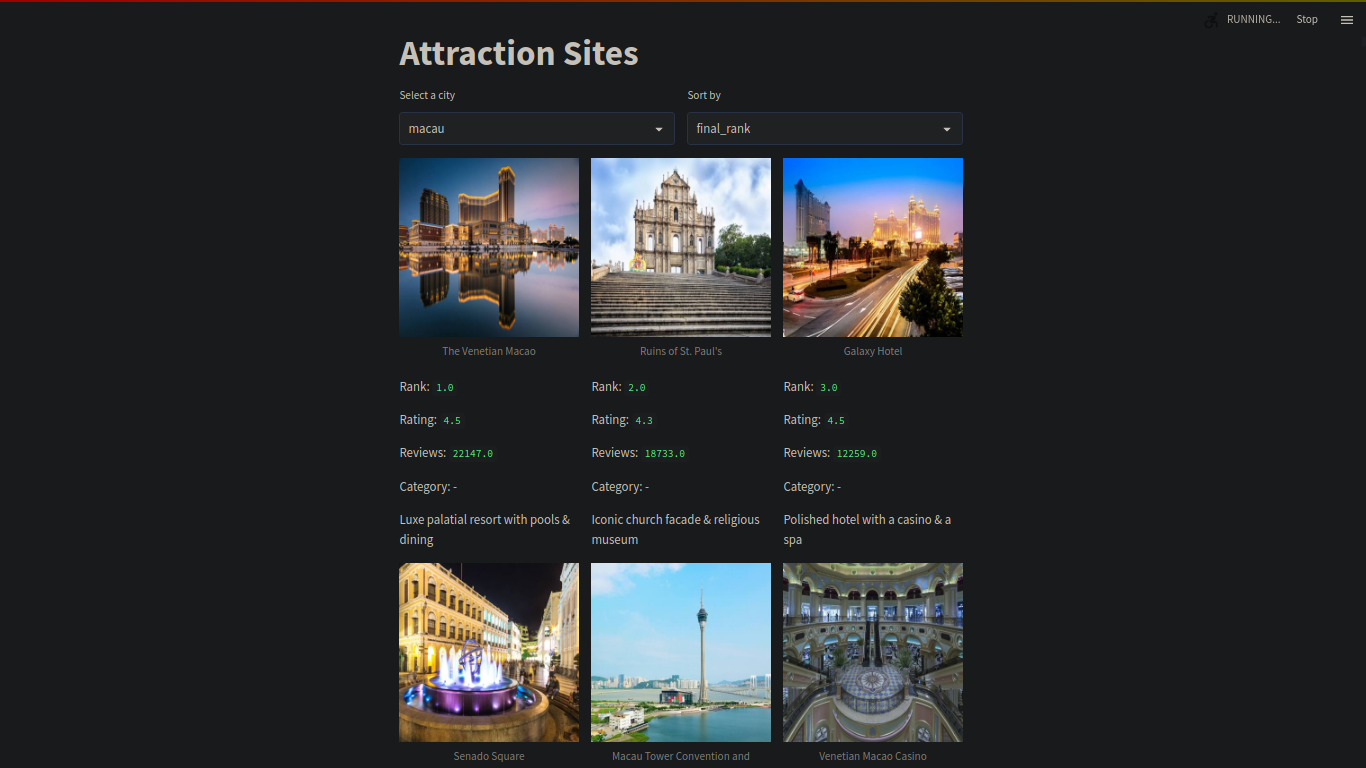 RUNNING...
Stop
Attraction Sites
Select a city
Sort by
macau
final_rank
The Venetian Macao
Ruins of St. Paul's
Galaxy Hotel
Rank: 1.0
Rank: 2.0
Rank: 3.0
Rating: 4.5
Rating: 4.3
Rating: 4.5
Reviews: 22147.0
Reviews: 18733.0
Reviews: 12259.0
Category: -
Category: -
Category: -
Luxe palatial resort with pools &
dining
Iconic church facade & religious
museum
Polished hotel with a casino & a
spa
Senado Square
Macau Tower Convention and
Venetian Macao Casino